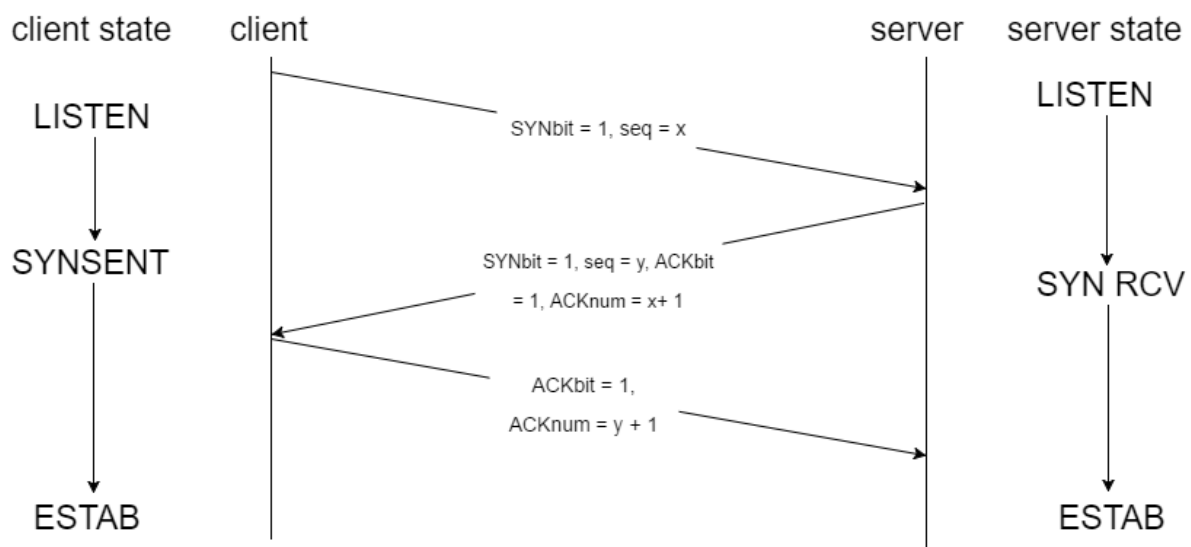 client state client server server state
LISTEN LISTEN
SYNbit = 1, seq = x
SYNSENT SYN RCV
SYNbit = 1, seq = y, ACKbit
= 1, ACKnum = x+ 1
ACKbit = 1,
ACKnum = y + 1
ESTAB ESTAB